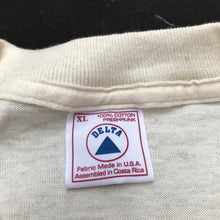 XL 100% COTTON
PRESHRUNK
DELTA
Fabric Made in U.S.A.
Assembled in Costa Rica